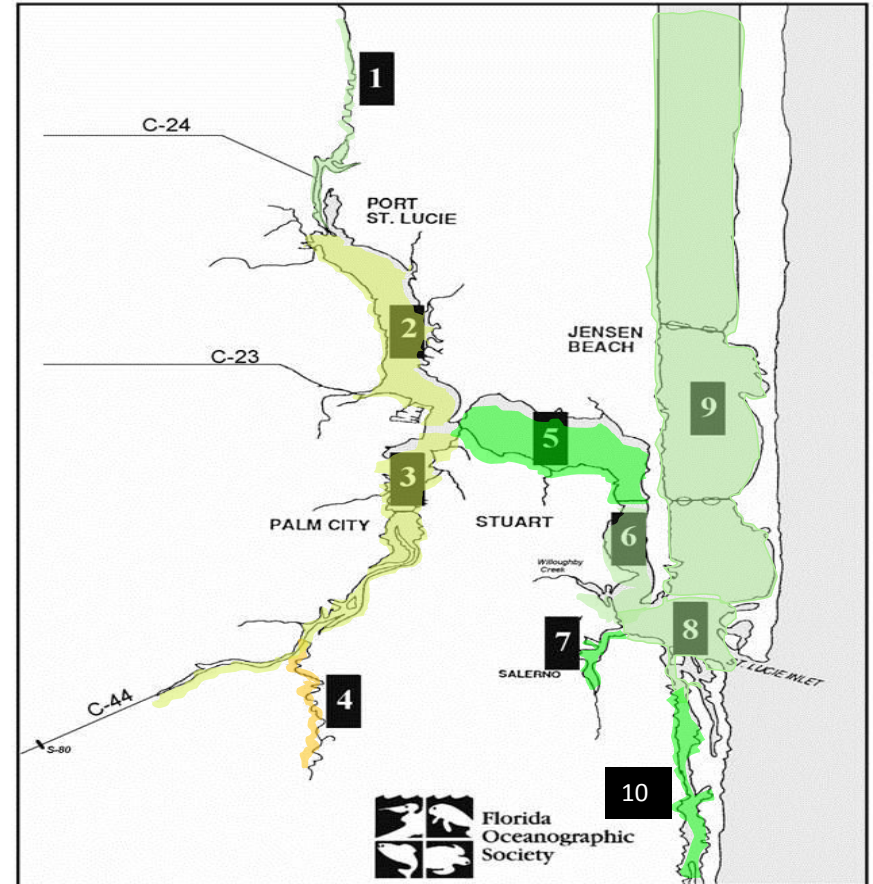 1
C-24
PORT
ST. LUCIE
2
JENSEN
BEACH
C-23
9
5
3
PALM CITY
STUART
6
Willoughby
Creek
7
8
SALERNO
ST. LUCIE INLET
4
C-44
S-80
10
Florida
Oceanographic
Society